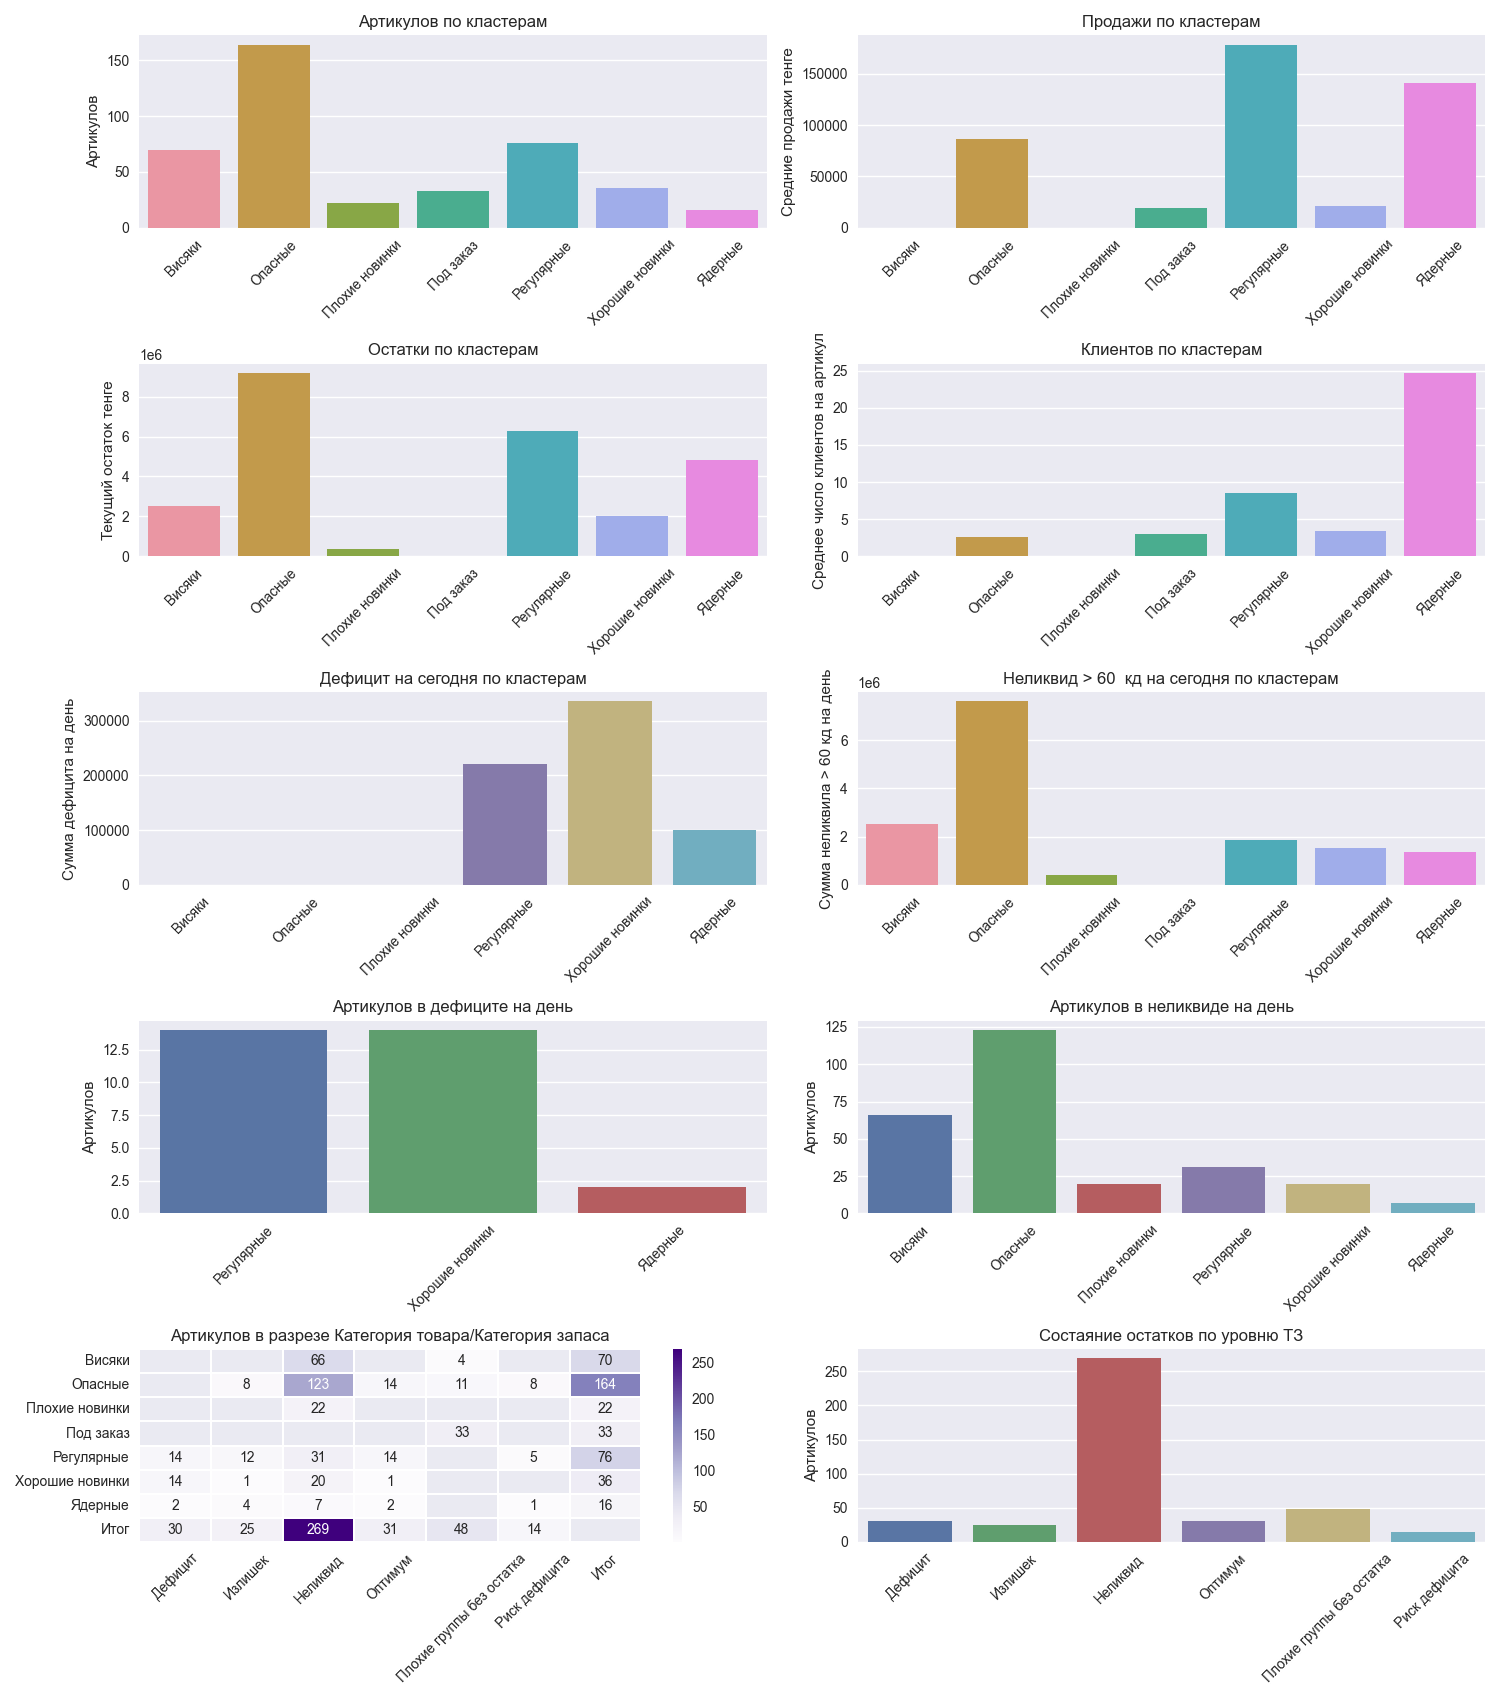 Артикулов по кластерам
Артикулов
150
100
50
0
Висяки
Опасные
Плохие новинки
Под заказ
Регулярные
Хорошие новинки
Ядерные
Продажи по кластерам
Средние продажи тенге
150000
100000
50000
0
Висяки
Опасные
Плохие новинки
Под заказ
Регулярные
Хорошие новинки
Ядерные
Остатки по кластерам
1e6
Текущий остаток тенге
8
6
4
2
0
Висяки
Опасные
Плохие новинки
Под заказ
Регулярные
Хорошие новинки
Ядерные
Клиентов по кластерам
Среднее число клиентов на артикул
25
20
15
10
5
0
Висяки
Опасные
Плохие новинки
Под заказ
Регулярные
Хорошие новинки
Ядерные
Дефицит на сегодня по кластерам
Сумма дефицита на день
300000
200000
100000
0
Висяки
Опасные
Плохие новинки
Регулярные
Хорошие новинки
Ядерные
Неликвид > 60  кд на сегодня по кластерам
1e6
Сумма неликвила > 60 кд на день
6
4
2
0
Висяки
Опасные
Плохие новинки
Под заказ
Регулярные
Хорошие новинки
Ядерные
Артикулов в дефиците на день
Артикулов
12.5
10.0
7.5
5.0
2.5
0.0
Регулярные
Хорошие новинки
Ядерные
Артикулов в неликвиде на день
Артикулов
125
100
75
50
25
0
Висяки
Опасные
Плохие новинки
Регулярные
Хорошие новинки
Ядерные
Артикулов в разрезе Категория товара/Категория запаса
Висяки 66 4 70
Опасные 8 123 14 11 8 164
Плохие новинки 22 22
Под заказ 33 33
Регулярные 14 12 31 14 5 76
Хорошие новинки 14 1 20 1 36
Ядерные 2 4 7 2 1 16
Итог 30 25 269 31 48 14
Дефицит
Излишек
Неликвид
Оптимум
Плохие группы без остатка
Риск дефицита
Итог
250
200
150
100
50
Состаяние остатков по уровню ТЗ
Артикулов
250
200
150
100
50
0
Дефицит
Излишек
Неликвид
Оптимум
Плохие группы без остатка
Риск дефицита